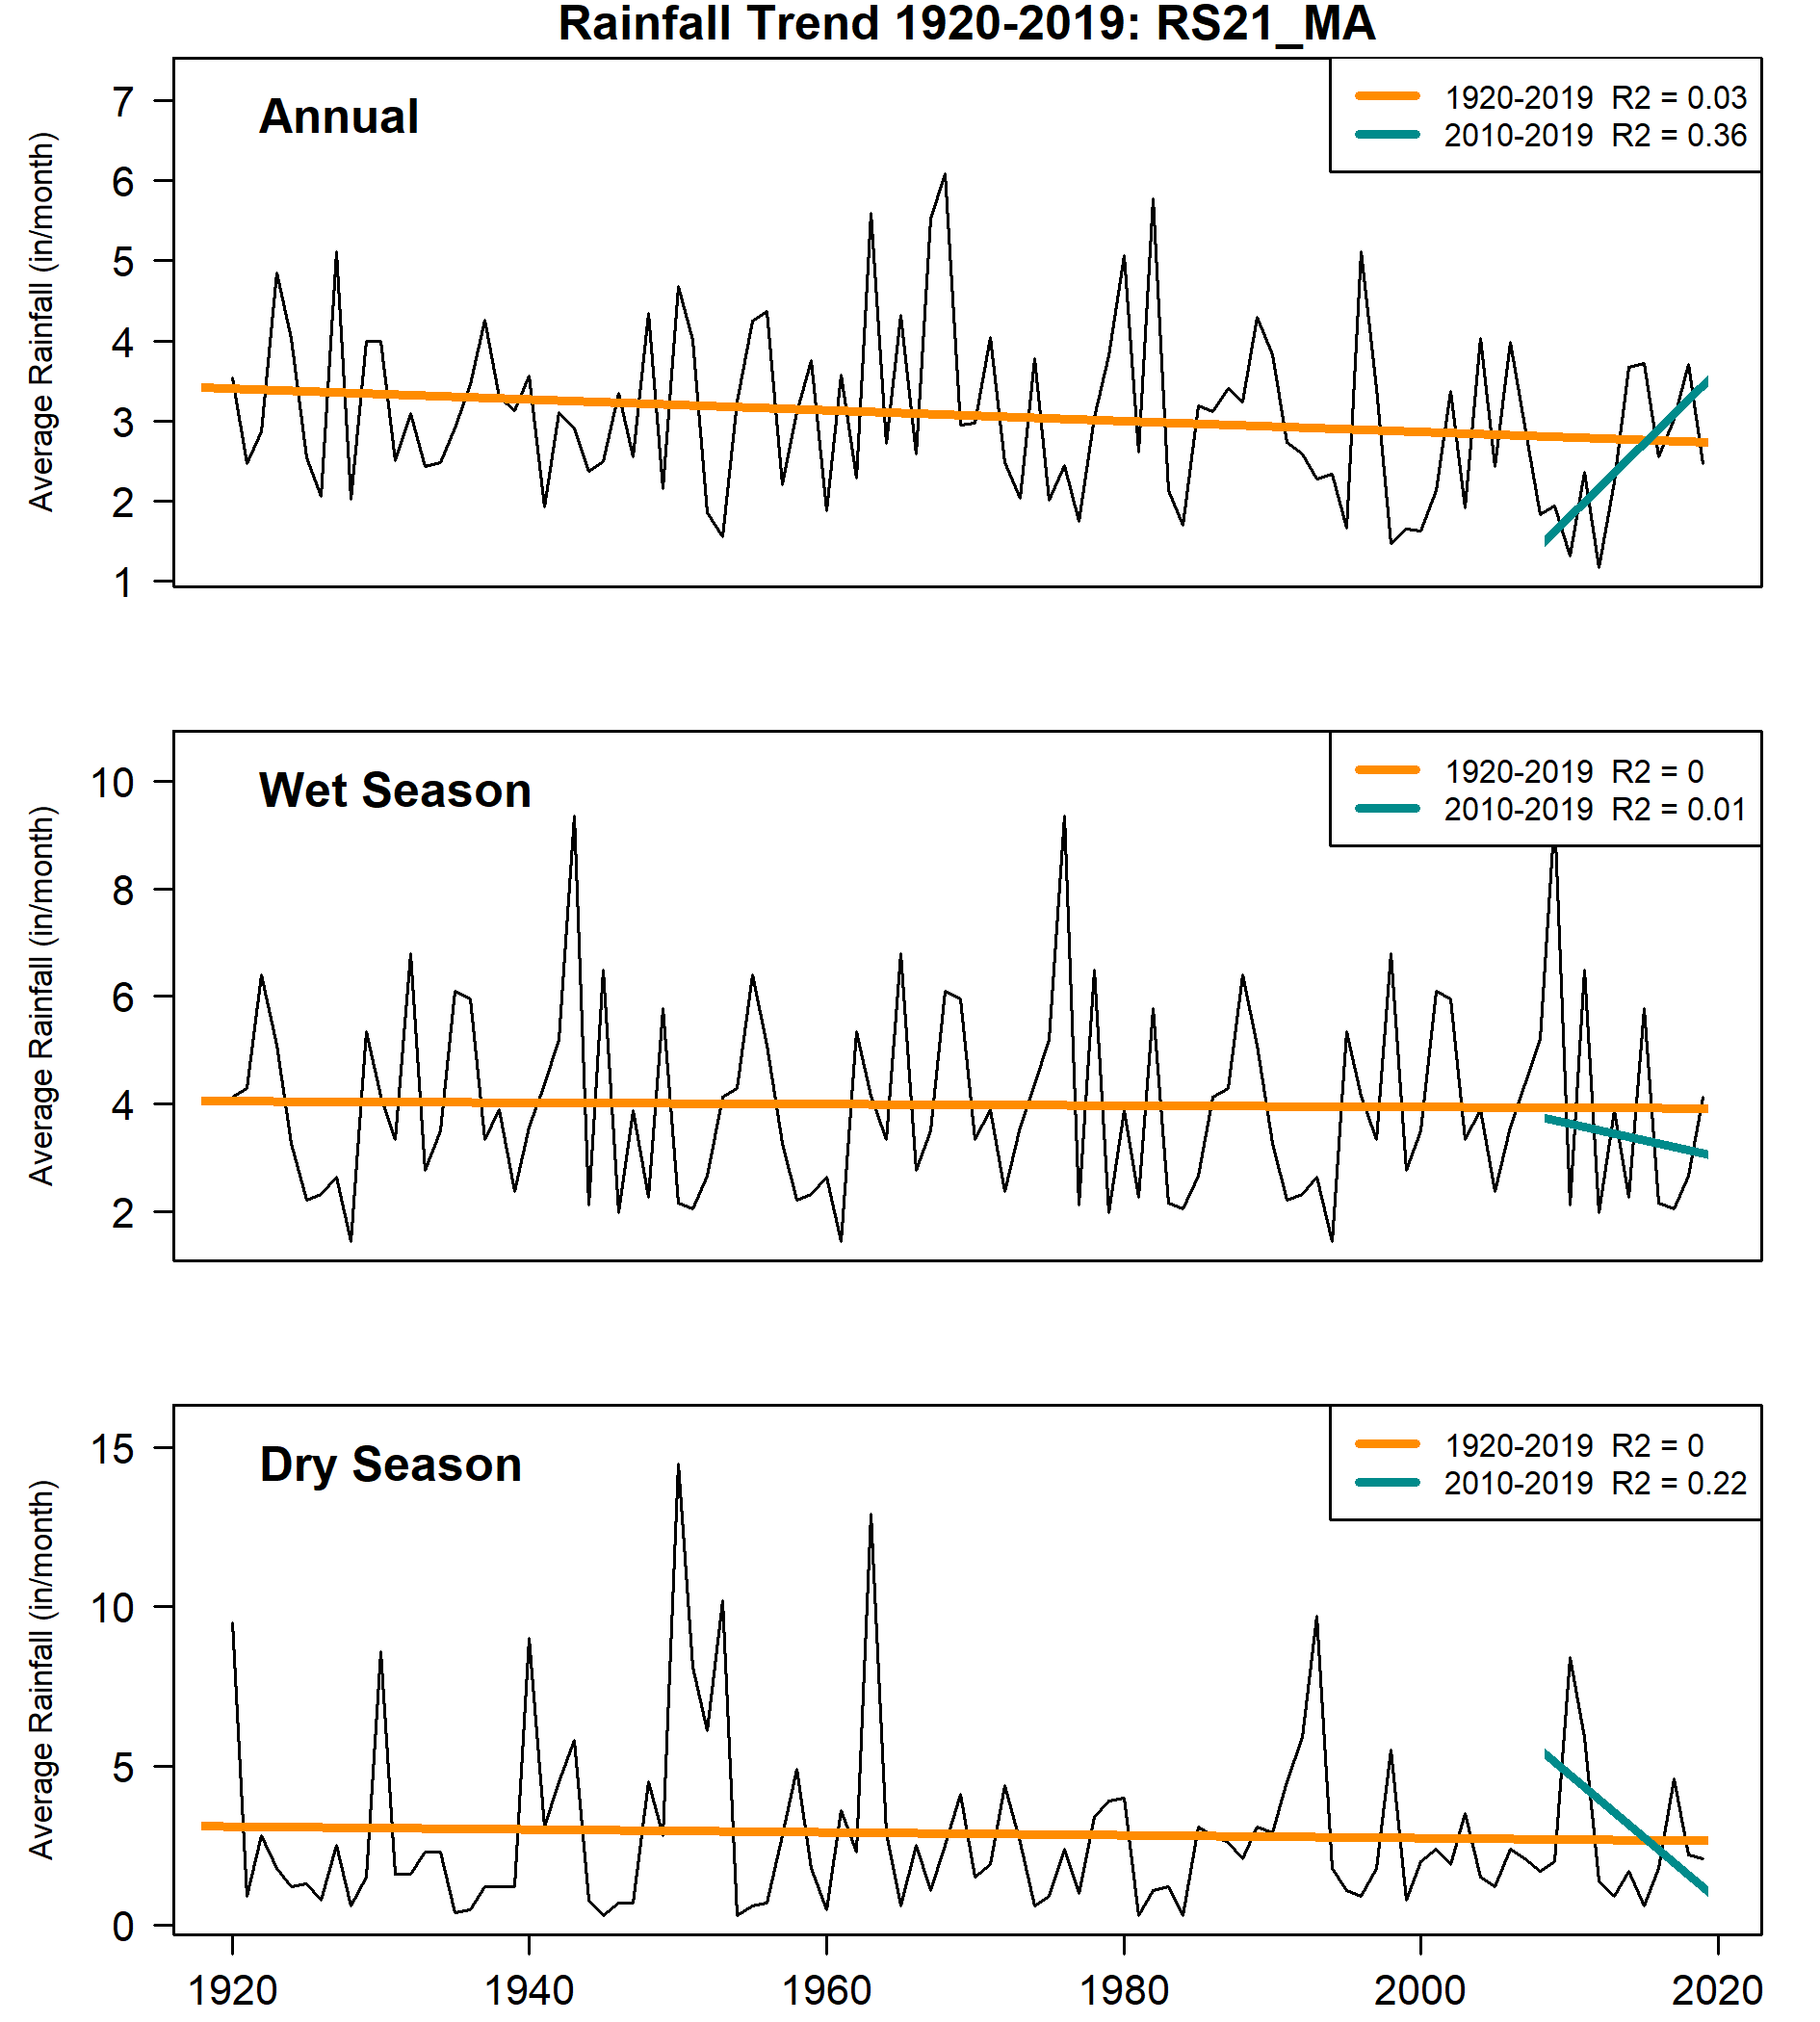 Rainfall Trend 1920-2019: RS21_MA
Annual
1920-2019 R2 = 0.03
2010-2019 R2 = 0.36
Average Rainfall (in/month)
7
6
5
4
3
2
1
Wet Season
1920-2019 R2 = 0
2010-2019 R2 = 0.01
Average Rainfall (in/month)
10
8
6
4
2
Dry Season
1920-2019 R2 = 0
2010-2019 R2 = 0.22
Average Rainfall (in/month)
15
10
5
0
1920 1940 1960 1980 2000 2020